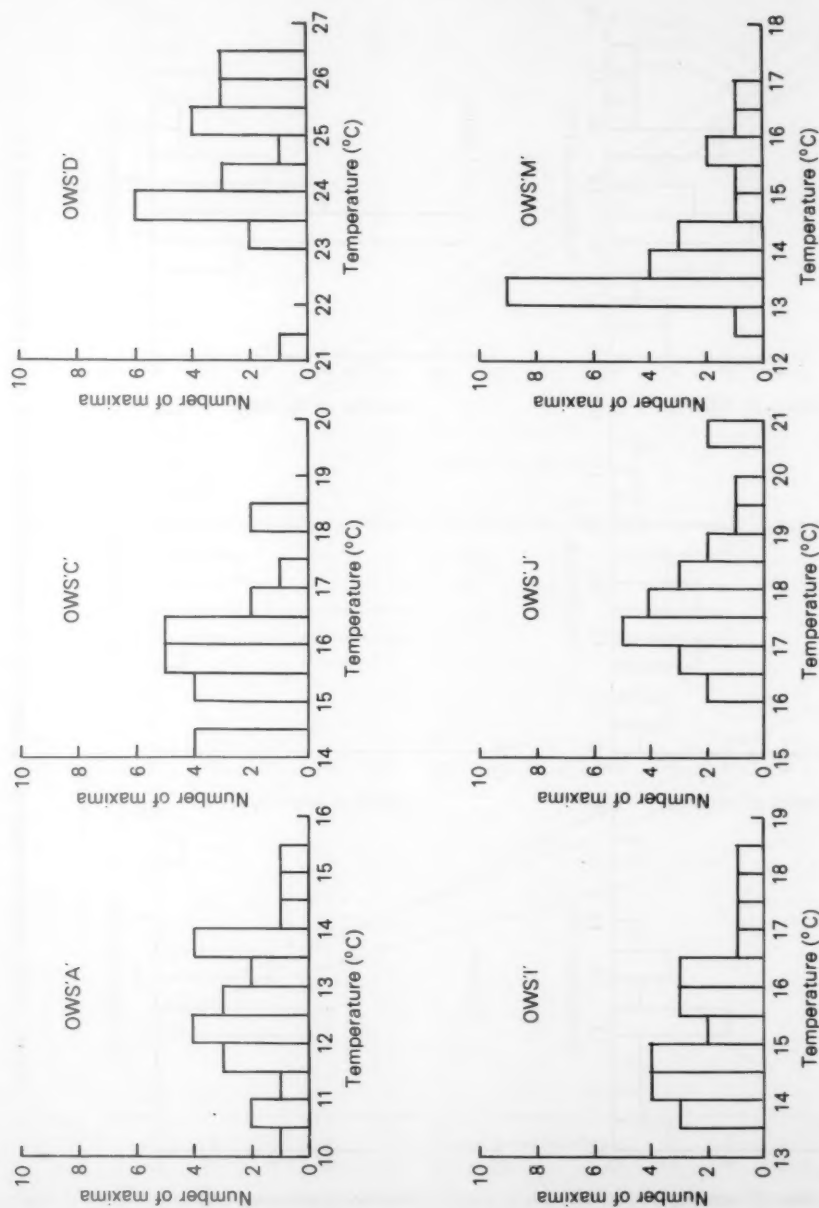 OWS'A'
Number of maxima
10
8
6
4
2
0
10 11 12 13 14 15 16
Temperature (°C)
OWS'C'
Number of maxima
10
8
6
4
2
0
14 15 16 17 18 19 20
Temperature (°C)
OWS'D'
Number of maxima
10
8
6
4
2
0
21 22 23 24 25 26 27
Temperature (°C)
OWS'I'
Number of maxima
10
8
6
4
2
0
13 14 15 16 17 18 19
Temperature (°C)
OWS'J'
Number of maxima
10
8
6
4
2
0
15 16 17 18 19 20 21
Temperature (°C)
OWS'M'
Number of maxima
10
8
6
4
2
0
12 13 14 15 16 17 18
Temperature (°C)